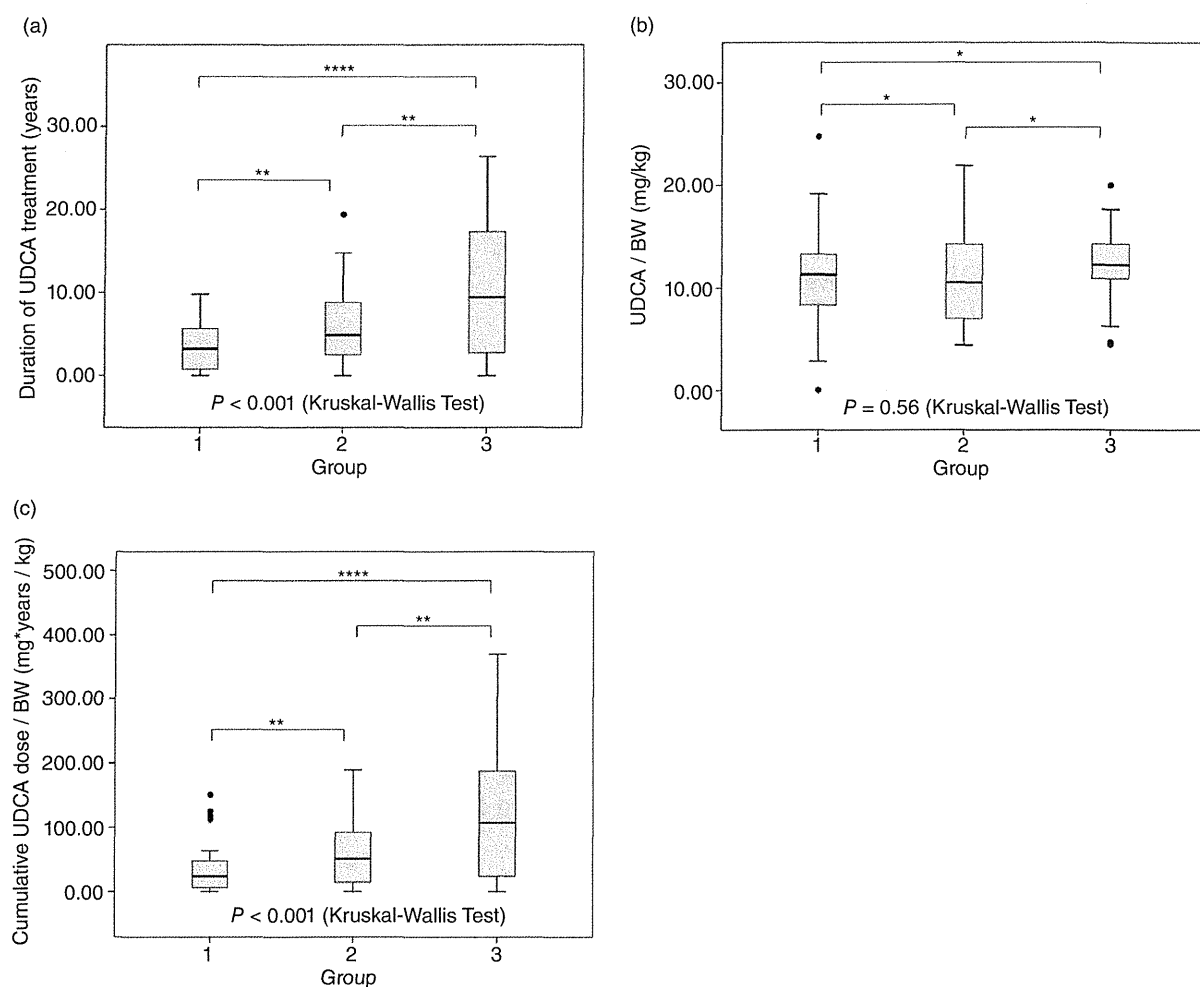 (a)
Duration of UDCA treatment (years)
30.00
20.00
10.00
0.00
****
**
**
P < 0.001 (Kruskal-Wallis Test)
1
2
3
Group
(b)
UDCA / BW (mg/kg)
30.00
20.00
10.00
0.00
*
*
*
P = 0.56 (Kruskal-Wallis Test)
1
2
3
Group
(c)
Cumulative UDCA dose / BW (mg*years / kg)
500.00
400.00
300.00
200.00
100.00
0.00
****
**
**
P < 0.001 (Kruskal-Wallis Test)
1
2
3
Group